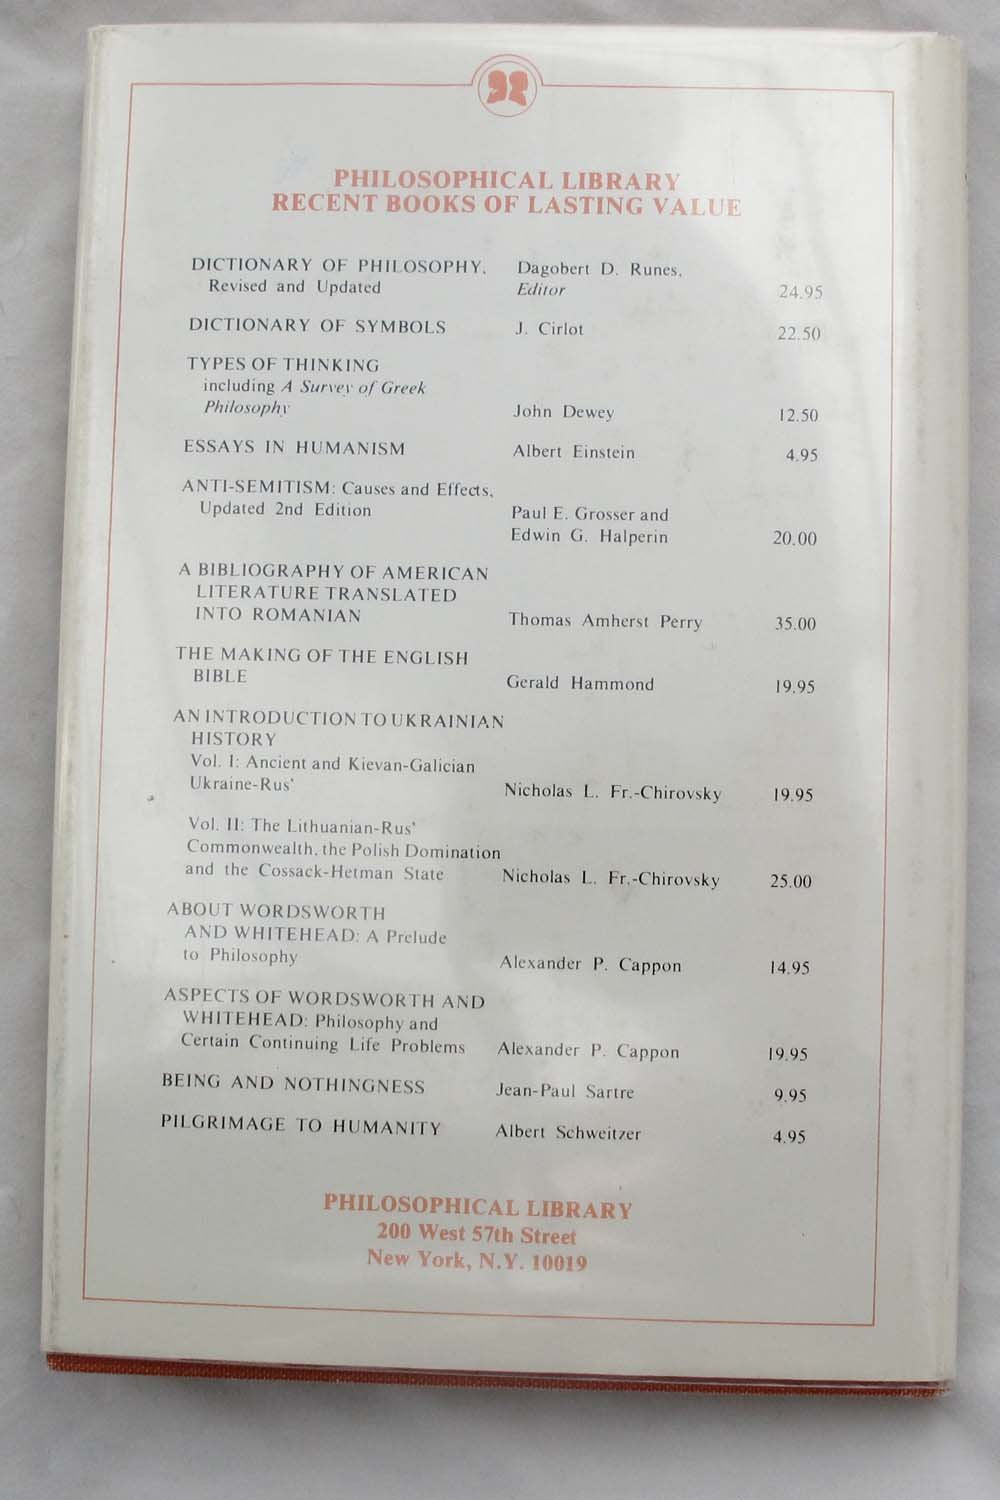 PHILOSOPHICAL LIBRARY
RECENT BOOKS OF LASTING VALUE
DICTIONARY OF PHILOSOPHY, Dagobert D. Runes,
Revised and Updated Editor 24.95
DICTIONARY OF SYMBOLS J. Cirlot 22.50
TYPES OF THINKING
including A Survey of Greek
Philosophy John Dewey 12.50
ESSAYS IN HUMANISM Albert Einstein 4.95
ANTI-SEMITISM: Causes and Effects,
Updated 2nd Edition Paul E. Grosser and
Edwin G. Halperin 20.00
A BIBLIOGRAPHY OF AMERICAN
LITERATURE TRANSLATED
INTO ROMANIAN Thomas Amherst Perry 35.00
THE MAKING OF THE ENGLISH
BIBLE Gerald Hammond 19.95
AN INTRODUCTION TO UKRAINIAN
HISTORY
Vol. I: Ancient and Kievan-Galician
Ukraine-Rus' Nicholas L. Fr.-Chirovsky 19.95
Vol. II: The Lithuanian-Rus'
Commonwealth, the Polish Domination
and the Cossack-Hetman State Nicholas L. Fr.-Chirovsky 25.00
ABOUT WORDSWORTH
AND WHITEHEAD: A Prelude
to Philosophy Alexander P. Cappon 14.95
ASPECTS OF WORDSWORTH AND
WHITEHEAD: Philosophy and
Certain Continuing Life Problems Alexander P. Cappon 19.95
BEING AND NOTHINGNESS Jean-Paul Sartre 9.95
PILGRIMAGE TO HUMANITY Albert Schweitzer 4.95
PHILOSOPHICAL LIBRARY
200 West 57th Street
New York, N.Y. 10019